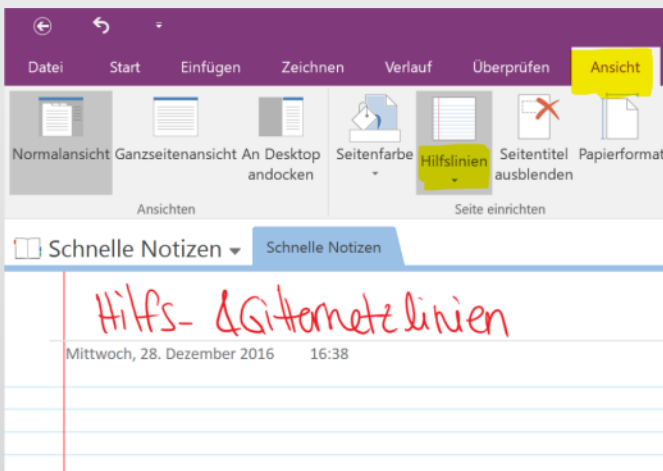 Datei Start Einfügen Zeichnen Verlauf Überprüfen Ansicht
Normalansicht Ganzseitenansicht An Desktop Seitenfarbe Hilfslinien Seitentitel Papierformat
andocken ausblenden
Ansichten Seite einrichten
Schnelle Notizen Schnelle Notizen
Hilfs- & Gitternetzlinien
Mittwoch, 28. Dezember 2016 16:38